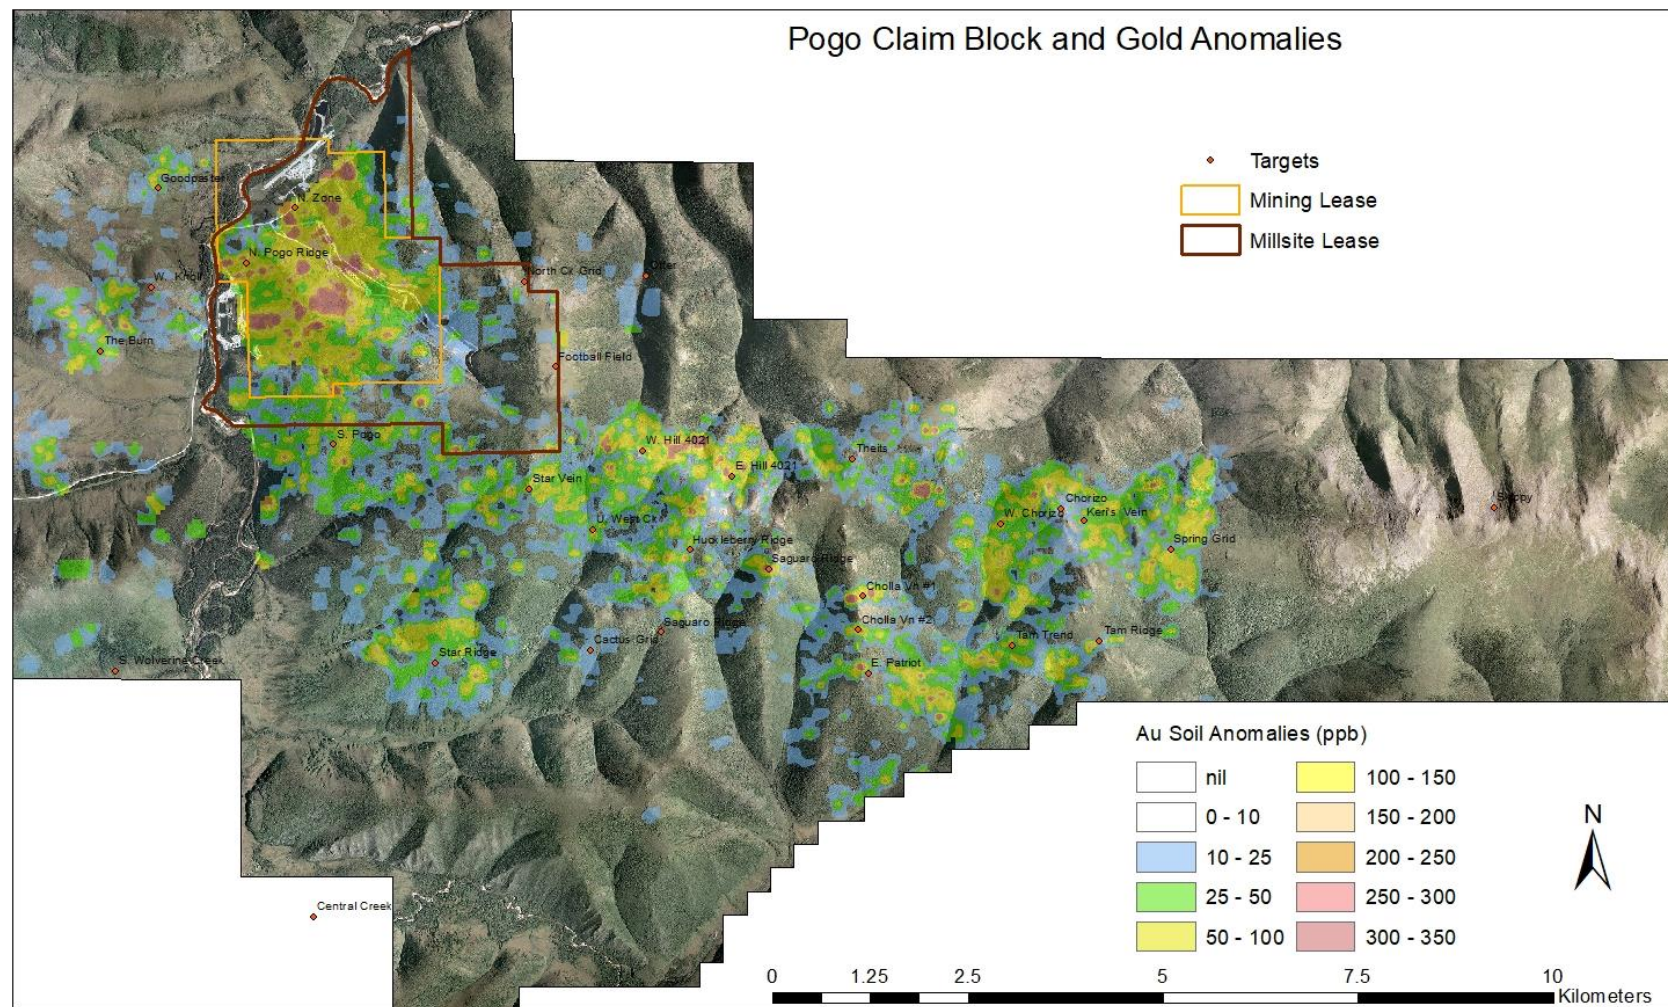 Pogo Claim Block and Gold Anomalies
Targets
Mining Lease
Millsite Lease
Goodpaster
N. Zone
N. Pogo Ridge
W. Knoll
North Ck Grid
The Burn
Football Field
S. Pogo
W. Hill 4021
E. Hill 4021
Theits
Star Vein
Chorizo
W. Chorizo
Keri's Vein
U. West Ck
Huckleberry Ridge
Spring Grid
Saguaro Ridge
Cholla Vn #1
Cholla Vn #2
Saguaro Ridge
Cactus Grid
Tam Trend
Tam Ridge
Star Ridge
E. Patriot
S. Wolverine Creek
Central Creek
Au Soil Anomalies (ppb)
nil
0 - 10
10 - 25
25 - 50
50 - 100
100 - 150
150 - 200
200 - 250
250 - 300
300 - 350
N
0 1.25 2.5 5 7.5 10
Kilometers